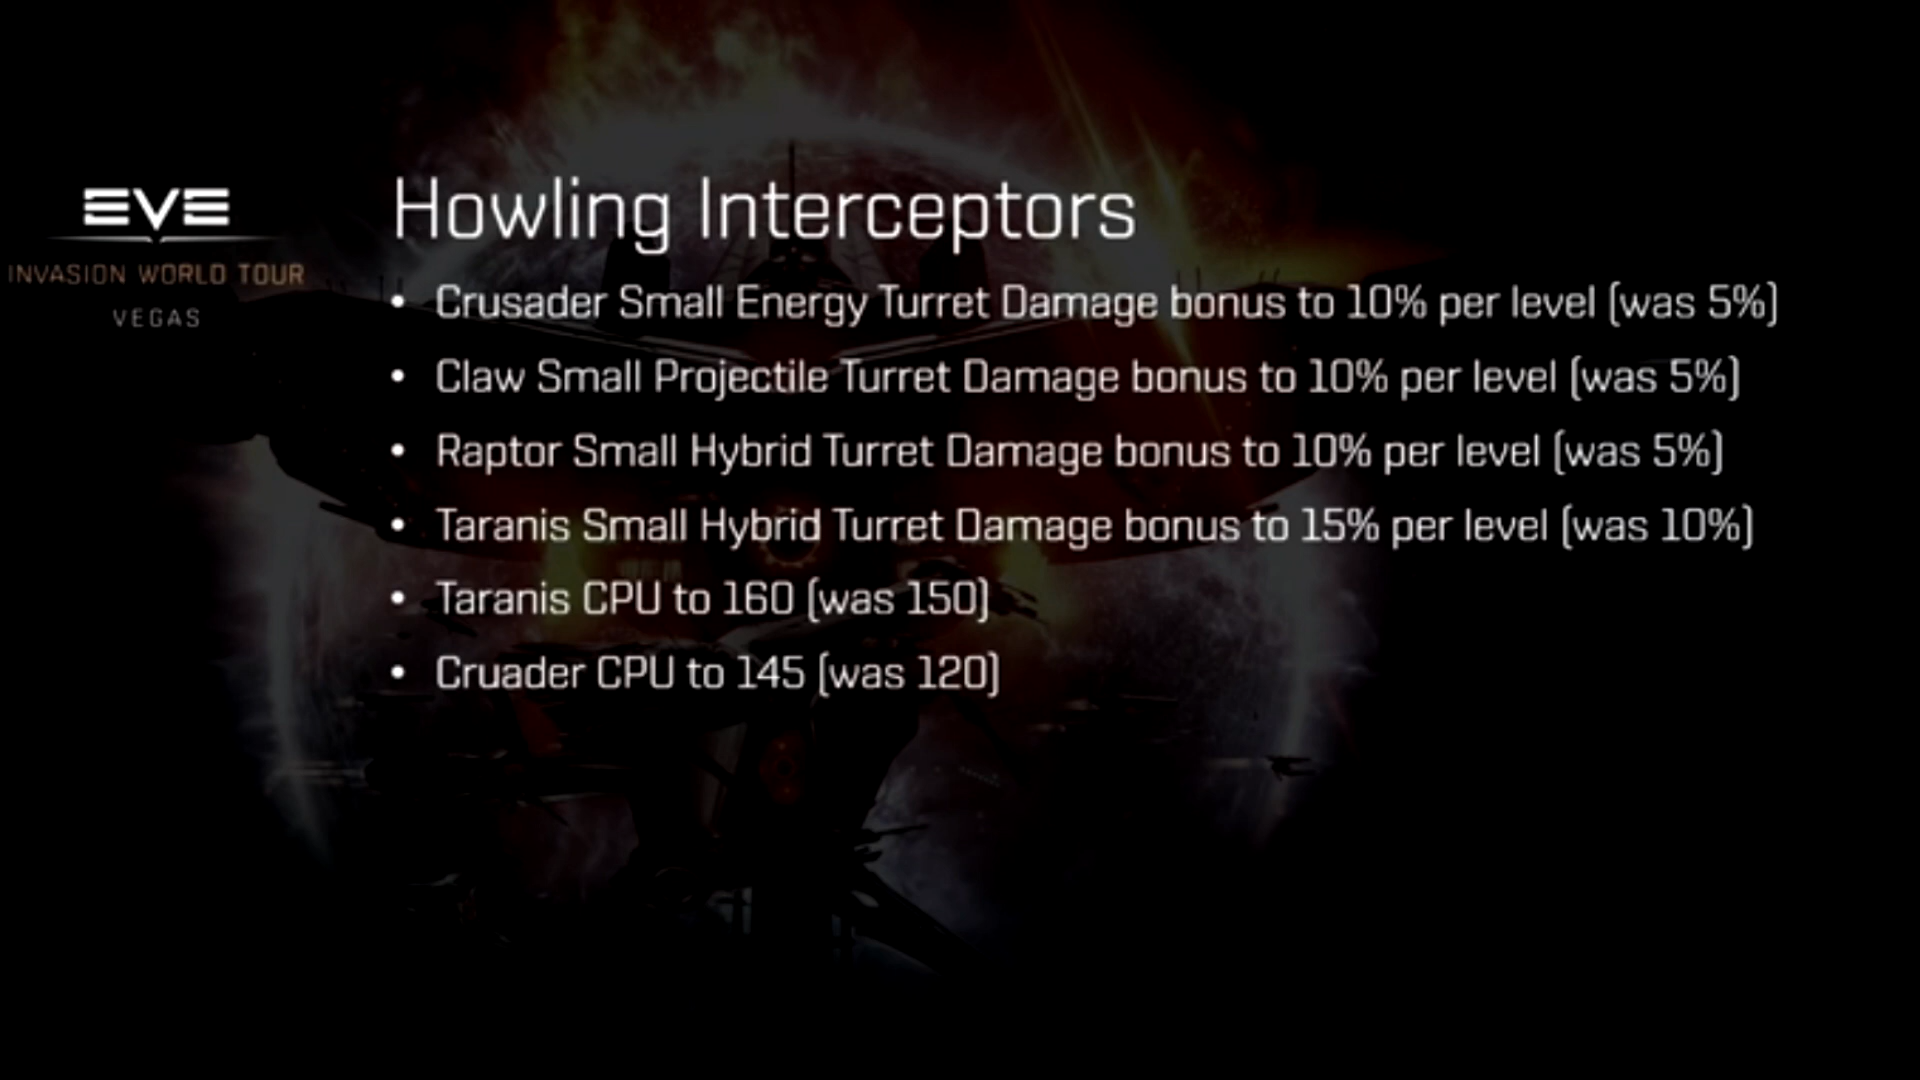 EVE
INVASION WORLD TOUR
VEGAS
Howling Interceptors
• Crusader Small Energy Turret Damage bonus to 10% per level (was 5%)
• Claw Small Projectile Turret Damage bonus to 10% per level (was 5%)
• Raptor Small Hybrid Turret Damage bonus to 10% per level (was 5%)
• Taranis Small Hybrid Turret Damage bonus to 15% per level (was 10%)
• Taranis CPU to 160 (was 150)
• Cruader CPU to 145 (was 120)